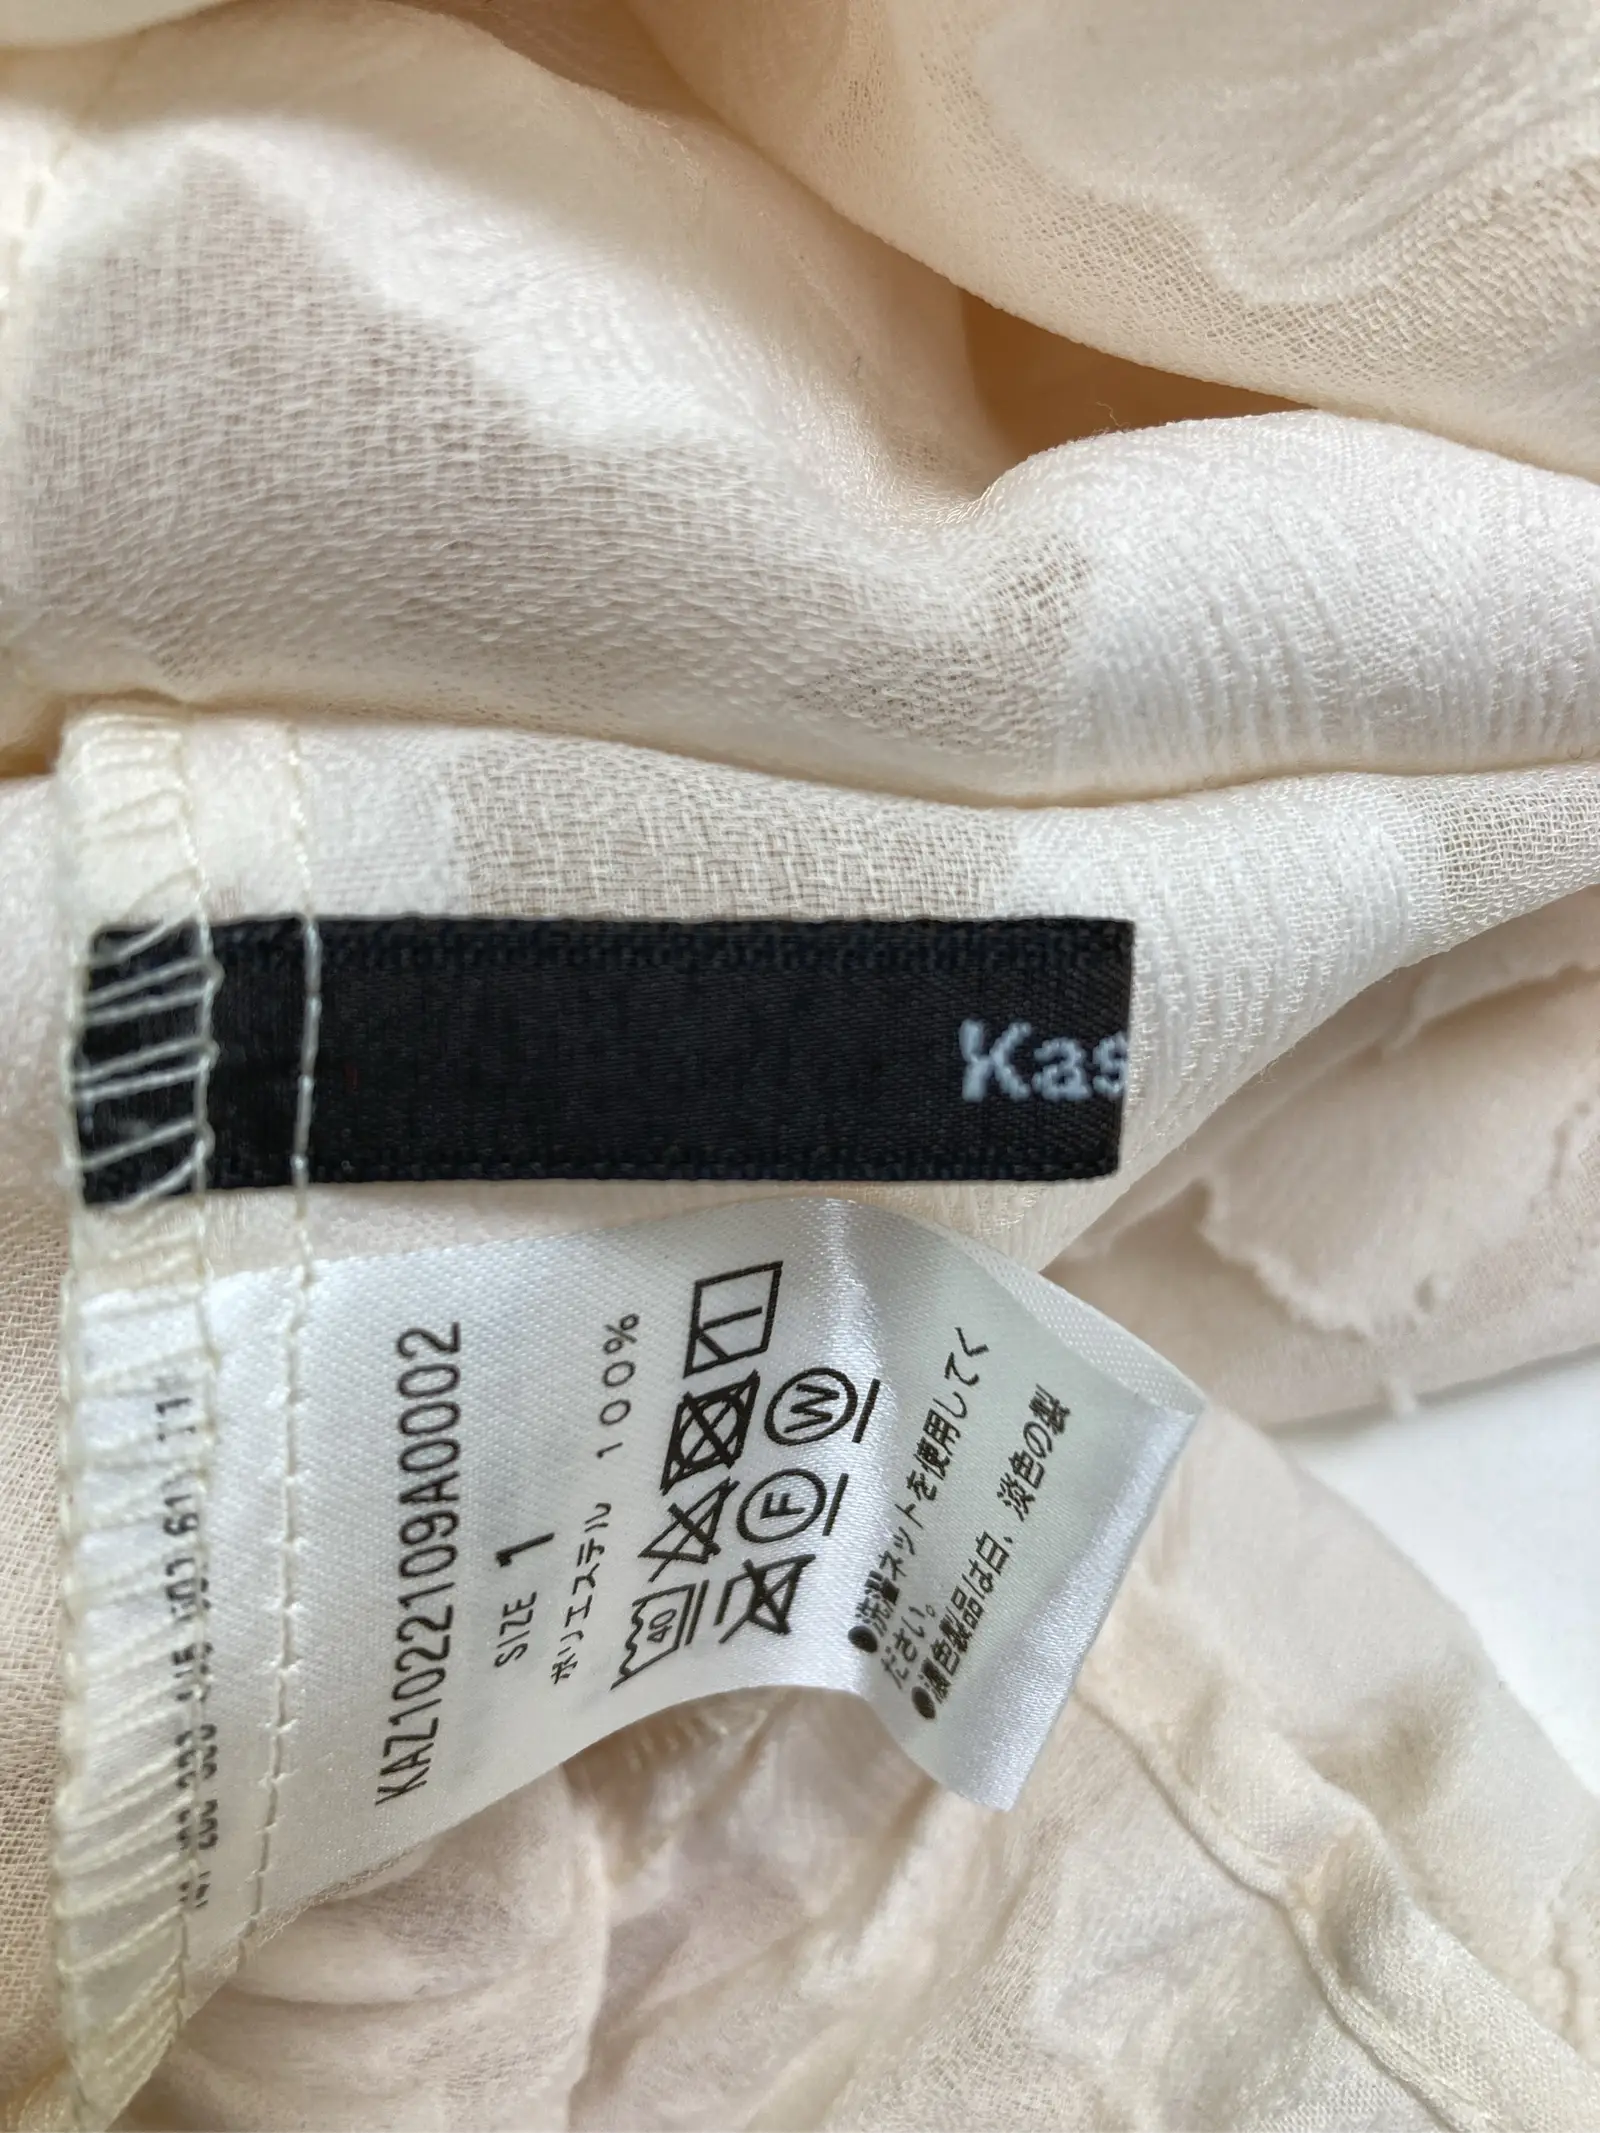 Kas
KAZ1022109A0002
SIZE 1
ポリエステル 100%
40
F W
●洗濯ネットを使用してく
ださい。
●濃色製品は白、淡色の製